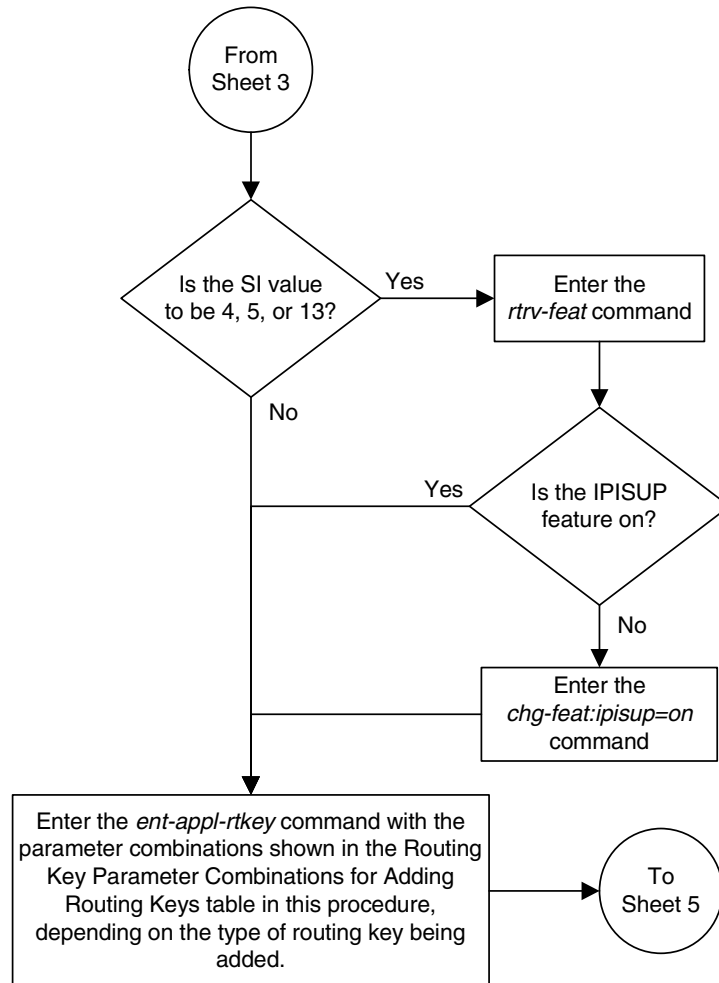 From
Sheet 3
Is the SI value
to be 4, 5, or 13?
Yes
Enter the
rtrv-feat command
No
Yes
Is the IPISUP
feature on?
No
Enter the
chg-feat:ipisup=on
command
Enter the ent-appl-rtkey command with the
parameter combinations shown in the Routing
Key Parameter Combinations for Adding
Routing Keys table in this procedure,
depending on the type of routing key being
added.
To
Sheet 5